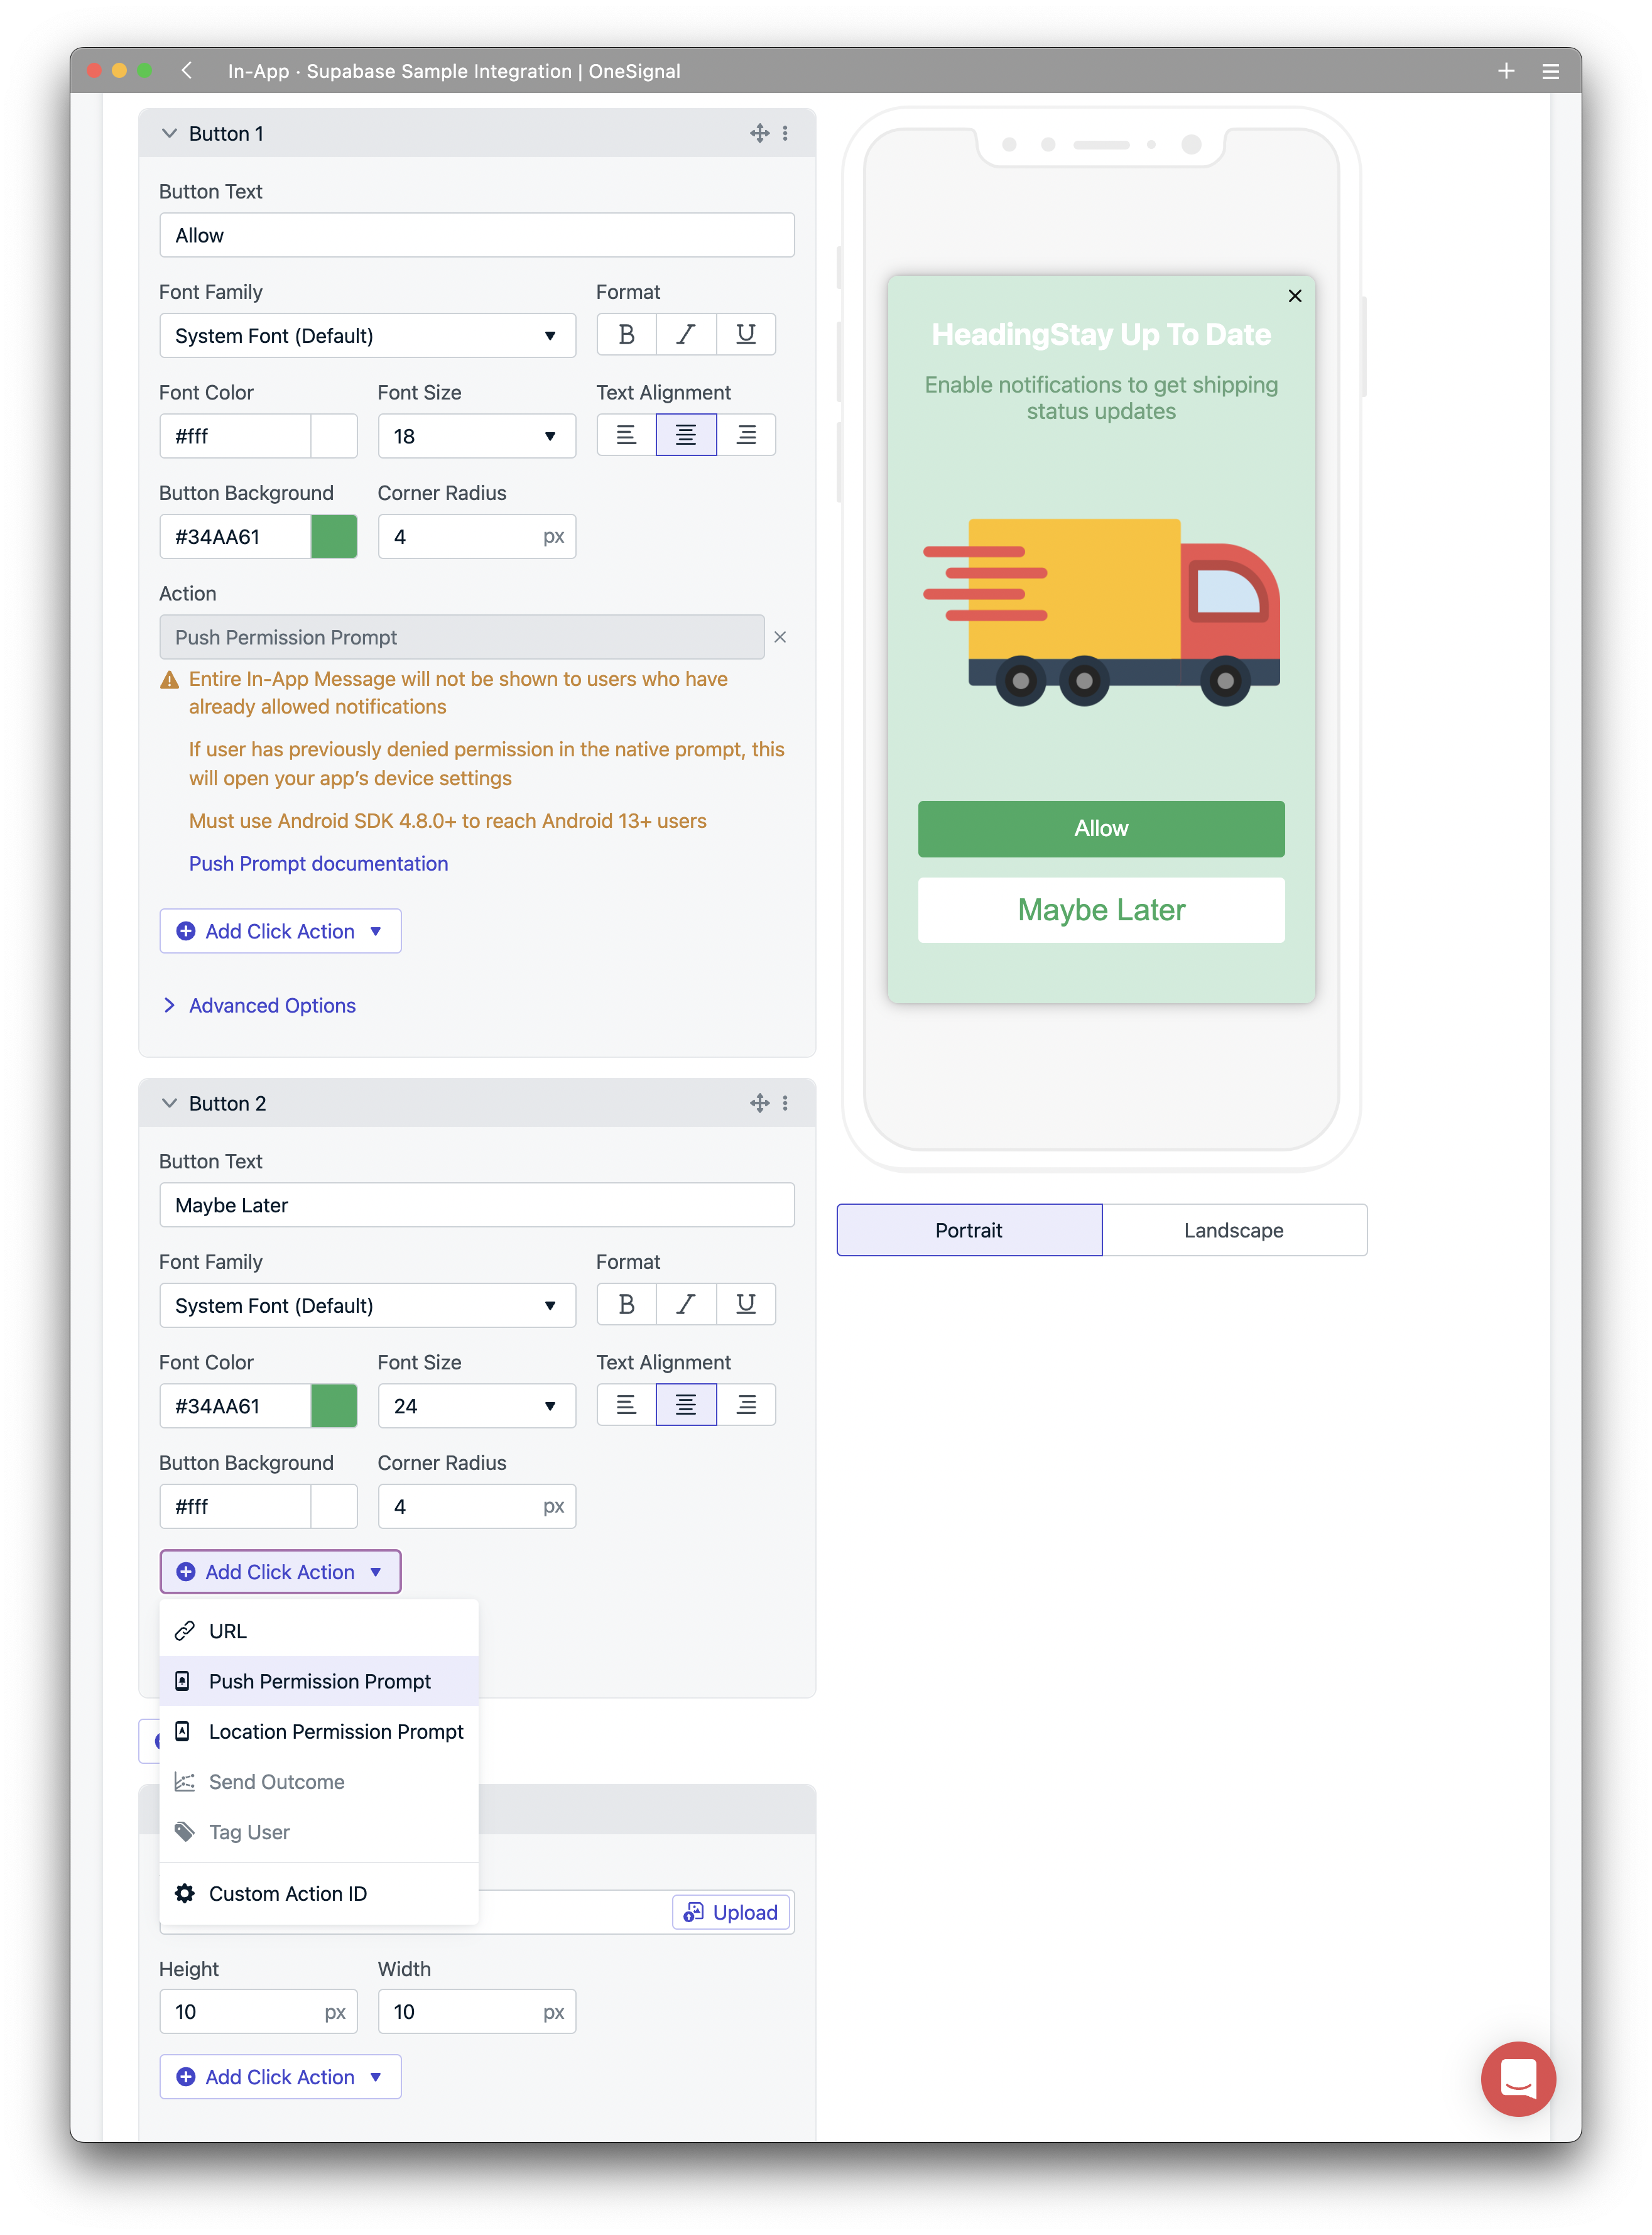 In-App · Supabase Sample Integration | OneSignal
Button 1
Button Text
Allow
Font Family
Format
System Font (Default)
B I U
Font Color
Font Size
Text Alignment
#fff
18
Button Background
Corner Radius
#34AA61
4 px
Action
Push Permission Prompt
Entire In-App Message will not be shown to users who have
already allowed notifications
If user has previously denied permission in the native prompt, this
will open your app’s device settings
Must use Android SDK 4.8.0+ to reach Android 13+ users
Push Prompt documentation
Add Click Action
Advanced Options
Button 2
Button Text
Maybe Later
Font Family
Format
System Font (Default)
B I U
Font Color
Font Size
Text Alignment
#34AA61
24
Button Background
Corner Radius
#fff
4 px
Add Click Action
URL
Push Permission Prompt
Location Permission Prompt
Send Outcome
Tag User
Custom Action ID
Upload
Height
Width
10 px
10 px
Add Click Action
HeadingStay Up To Date
Enable notifications to get shipping
status updates
Allow
Maybe Later
Portrait
Landscape